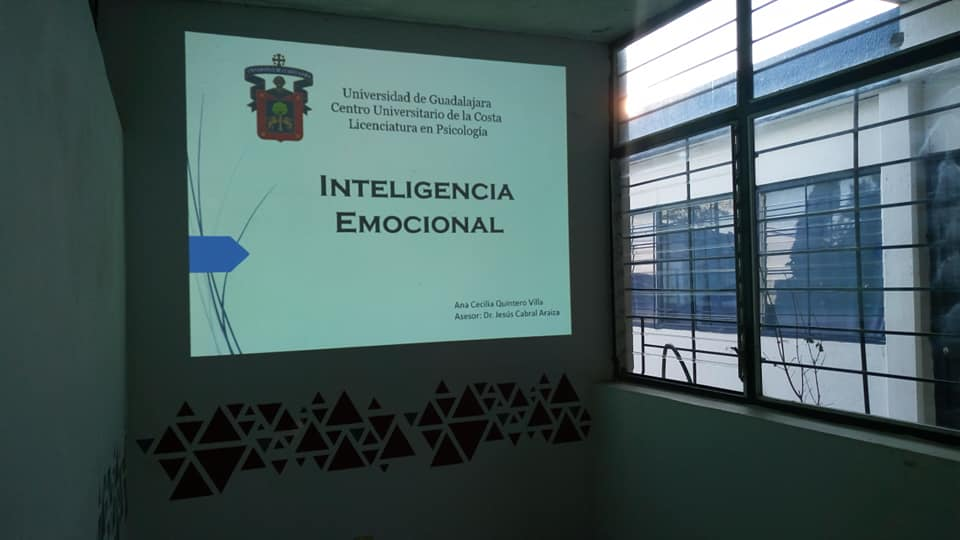 Universidad de Guadalajara
Centro Universitario de la Costa
Licenciatura en Psicología
INTELIGENCIA
EMOCIONAL
Ana Cecilia Quintero Villa
Asesor: Dr. Jesús Cabral Araiza